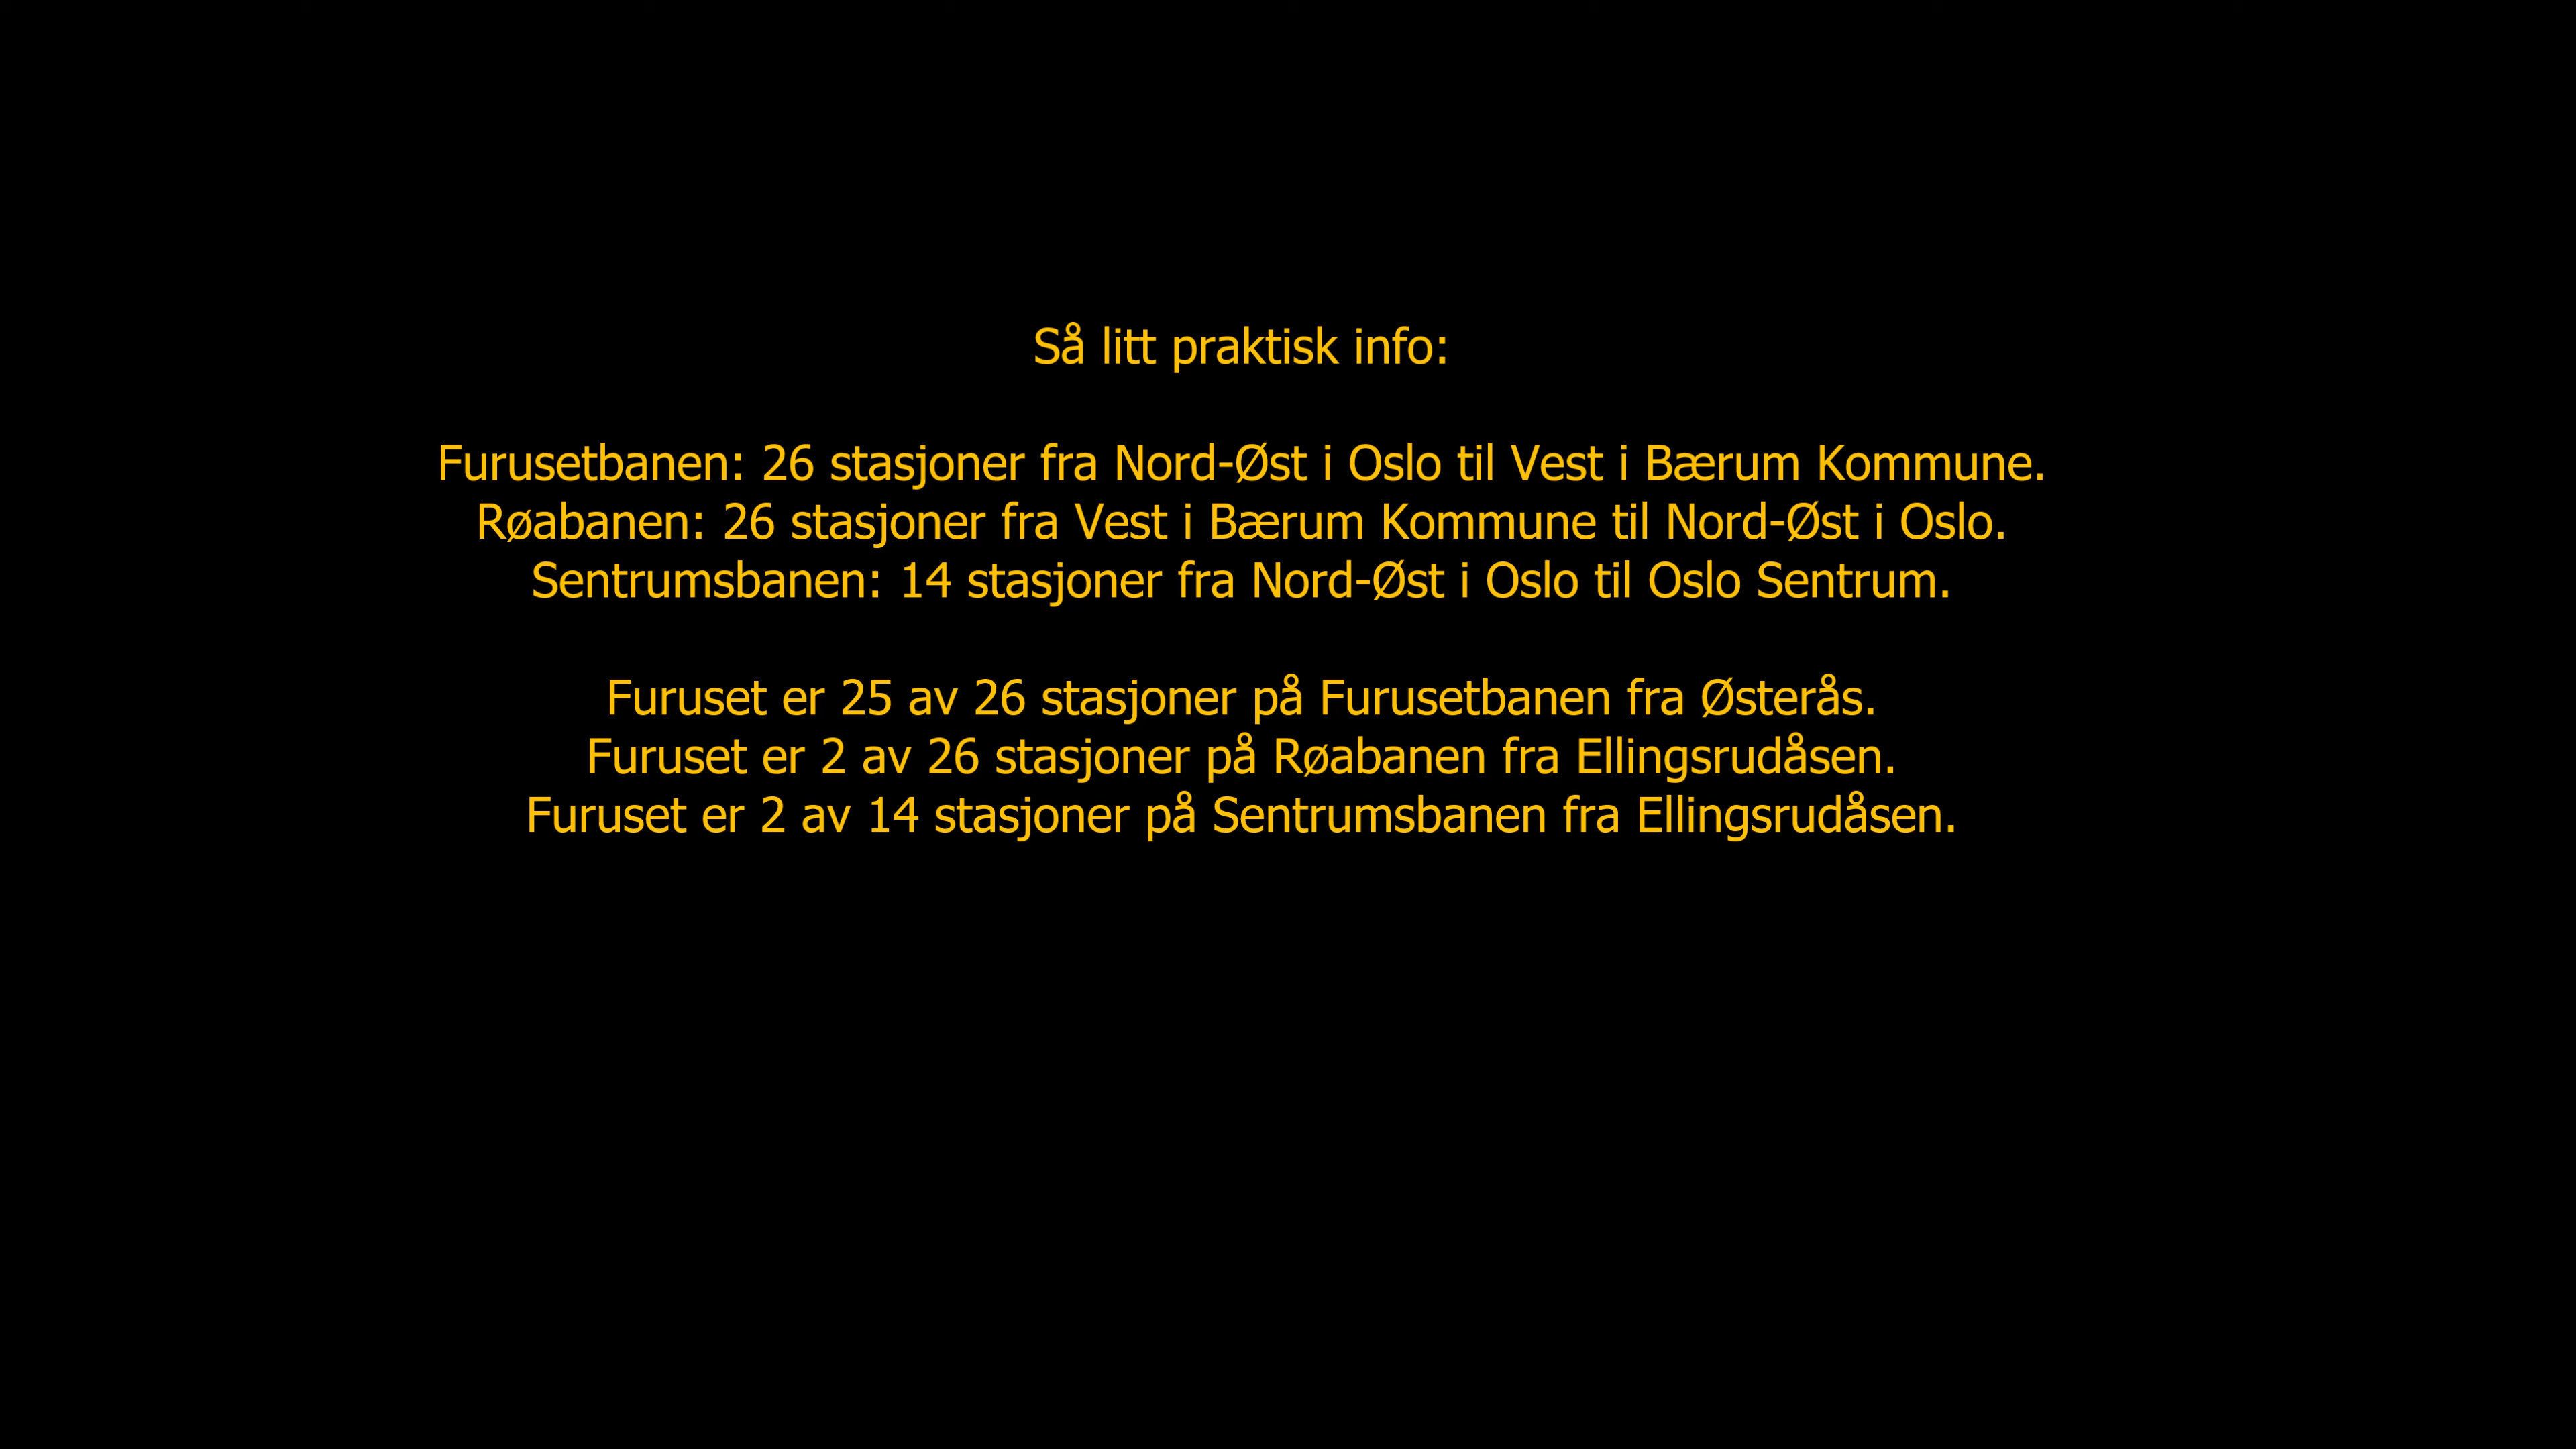 Så litt praktisk info:
Furusetbanen: 26 stasjoner fra Nord-Øst i Oslo til Vest i Bærum Kommune.
Røabanen: 26 stasjoner fra Vest i Bærum Kommune til Nord-Øst i Oslo.
Sentrumsbanen: 14 stasjoner fra Nord-Øst i Oslo til Oslo Sentrum.
Furuset er 25 av 26 stasjoner på Furusetbanen fra Østerås.
Furuset er 2 av 26 stasjoner på Røabanen fra Ellingsrudåsen.
Furuset er 2 av 14 stasjoner på Sentrumsbanen fra Ellingsrudåsen.